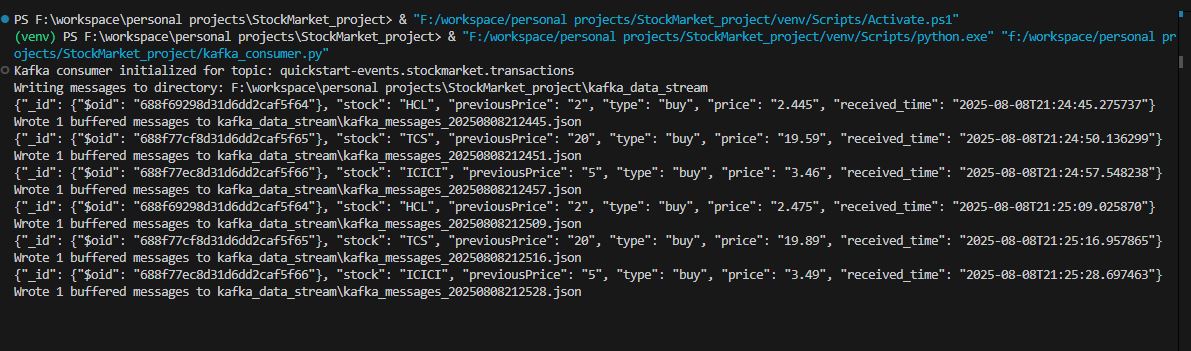 PS F:\workspace\personal projects\StockMarket_project> & "F:/workspace/personal projects/StockMarket_project/venv/Scripts/Activate.ps1"
(venv) PS F:\workspace\personal projects\StockMarket_project> & "F:/workspace/personal projects/StockMarket_project/venv/Scripts/python.exe" "f:/workspace/personal pr
ojects/StockMarket_project/kafka_consumer.py"
Kafka consumer initialized for topic: quickstart-events.stockmarket.transactions
Writing messages to directory: F:\workspace\personal projects\StockMarket_project\kafka_data_stream
{"_id": {"$oid": "688f69298d31d6dd2caf5f64"}, "stock": "HCL", "previousPrice": "2", "type": "buy", "price": "2.445", "received_time": "2025-08-08T21:24:45.275737"}
Wrote 1 buffered messages to kafka_data_stream\kafka_messages_20250808212445.json
{"_id": {"$oid": "688f77cf8d31d6dd2caf5f65"}, "stock": "TCS", "previousPrice": "20", "type": "buy", "price": "19.59", "received_time": "2025-08-08T21:24:50.136299"}
Wrote 1 buffered messages to kafka_data_stream\kafka_messages_20250808212451.json
{"_id": {"$oid": "688f77ec8d31d6dd2caf5f66"}, "stock": "ICICI", "previousPrice": "5", "type": "buy", "price": "3.46", "received_time": "2025-08-08T21:24:57.548238"}
Wrote 1 buffered messages to kafka_data_stream\kafka_messages_20250808212457.json
{"_id": {"$oid": "688f69298d31d6dd2caf5f64"}, "stock": "HCL", "previousPrice": "2", "type": "buy", "price": "2.475", "received_time": "2025-08-08T21:25:09.025870"}
Wrote 1 buffered messages to kafka_data_stream\kafka_messages_20250808212509.json
{"_id": {"$oid": "688f77cf8d31d6dd2caf5f65"}, "stock": "TCS", "previousPrice": "20", "type": "buy", "price": "19.89", "received_time": "2025-08-08T21:25:16.957865"}
Wrote 1 buffered messages to kafka_data_stream\kafka_messages_20250808212516.json
{"_id": {"$oid": "688f77ec8d31d6dd2caf5f66"}, "stock": "ICICI", "previousPrice": "5", "type": "buy", "price": "3.49", "received_time": "2025-08-08T21:25:28.697463"}
Wrote 1 buffered messages to kafka_data_stream\kafka_messages_20250808212528.json